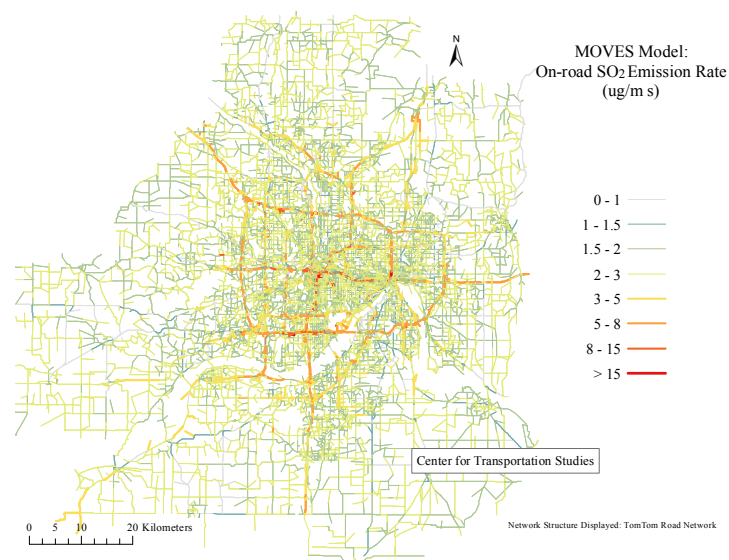 N
MOVES Model:
On-road SO2 Emission Rate
(ug/m s)
0 - 1
1 - 1.5
1.5 - 2
2 - 3
3 - 5
5 - 8
8 - 15
> 15
Center for Transportation Studies
0 5 10 20 Kilometers
Network Structure Displayed: TomTom Road Network